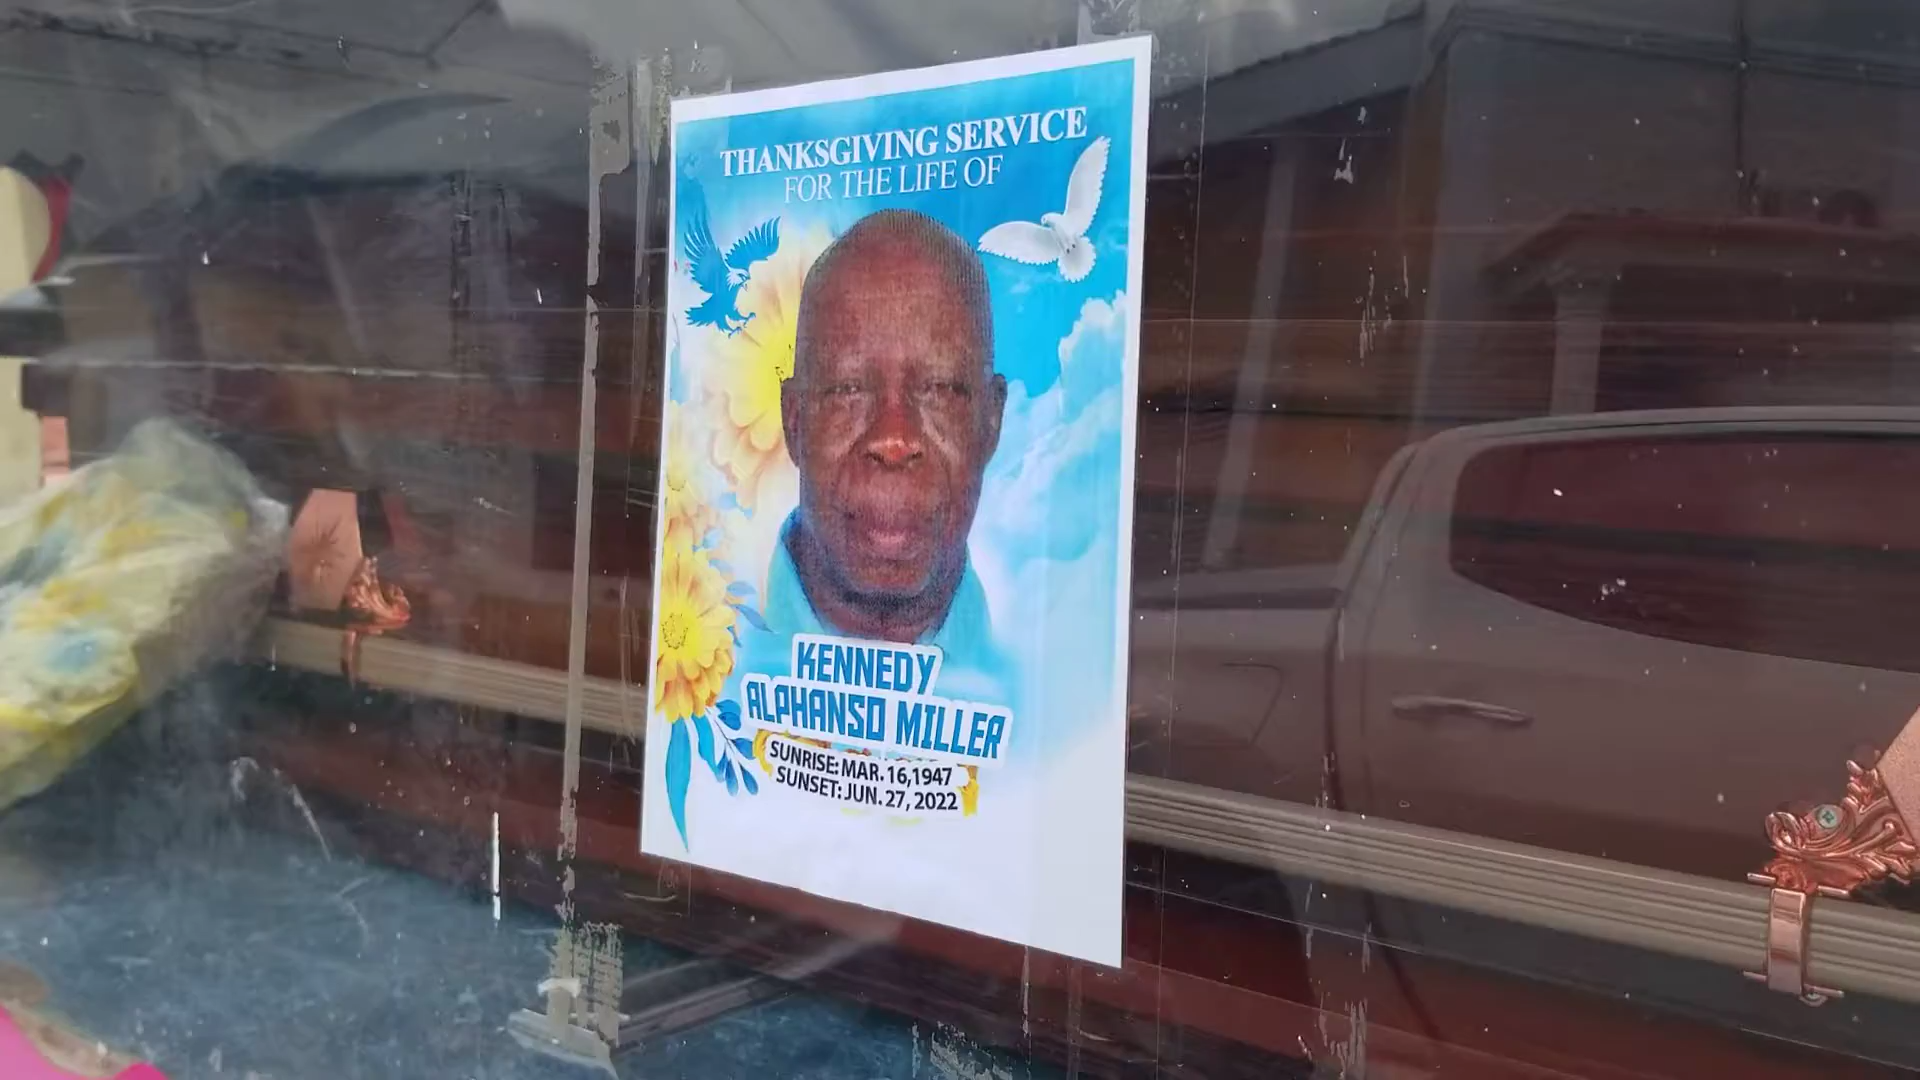 THANKSGIVING SERVICE
FOR THE LIFE OF
KENNEDY
ALPHANSO MILLER
SUNRISE: MAR. 16, 1947
SUNSET: JUN. 27, 2022